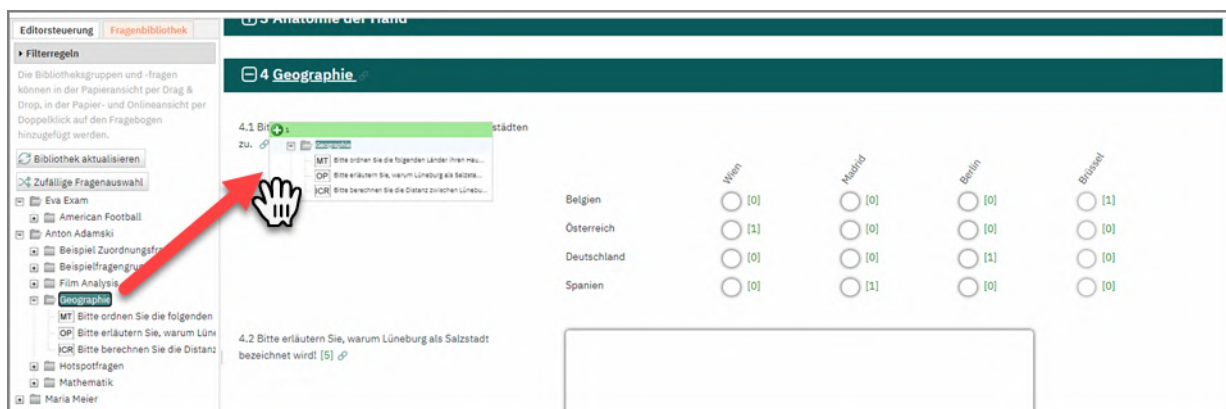 Editorsteuerung Fragenbibliothek
Filterregeln
Die Bibliotheksgruppen und -fragen
können in der Papieransicht per Drag &
Drop, in der Papier- und Onlineansicht per
Doppelklick auf den Fragebogen
hinzugefügt werden.
Bibliothek aktualisieren
Zufällige Fragenauswahl
Eva Exam
American Football
Anton Adamski
Beispiel Zuordnungsfr
Beispielfragengru
Film Analysis
Geographie
MT Bitte ordnen Sie die folgenden
OP Bitte erläutern Sie, warum Lüne
ICR Bitte berechnen Sie die Distanz
Hotspotfragen
Mathematik
Maria Meier
3 Anatomie der Hand
4 Geographie
4.1 Bit städten
zu.
1
Geographie
MT Bitte ordnen Sie die folgenden Länder ihren Hau...
OP Bitte erläutern Sie, warum Lüneburg als Salzsta...
ICR Bitte berechnen Sie die Distanz zwischen Lünebu...
Wien Madrid Berlin Brüssel
Belgien [0] [0] [0] [1]
Österreich [1] [0] [0] [0]
Deutschland [0] [0] [1] [0]
Spanien [0] [1] [0] [0]
4.2 Bitte erläutern Sie, warum Lüneburg als Salzstadt
bezeichnet wird! [5]